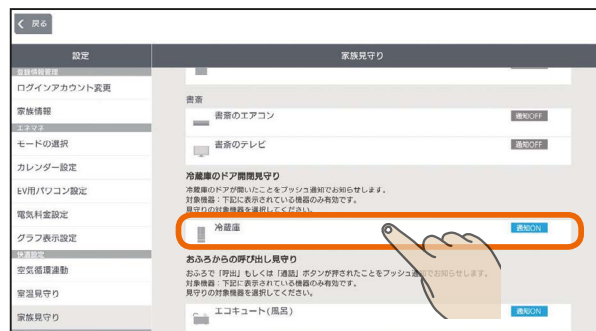 戻る
設定
家族見守り
登録情報管理
ログインアカウント変更
家族情報
エネマネ
モードの選択
カレンダー設定
EV用パワコン設定
電気料金設定
グラフ表示設定
快適設定
空気循環連動
室温見守り
家族見守り
書斎
書斎のエアコン
通知OFF
書斎のテレビ
通知OFF
冷蔵庫のドア開閉見守り
冷蔵庫のドアが開いたことをプッシュ通知でお知らせします。
対象機器:下記に表示されている機器のみ有効です。
見守りの対象機器を選択してください。
冷蔵庫
通知ON
おふろからの呼び出し見守り
おふろで「呼出」もしくは「通話」ボタンが押されたことをプッシュ通知でお知らせします。
対象機器:下記に表示されている機器のみ有効です。
見守りの対象機器を選択してください。
エコキュート(風呂)
通知ON